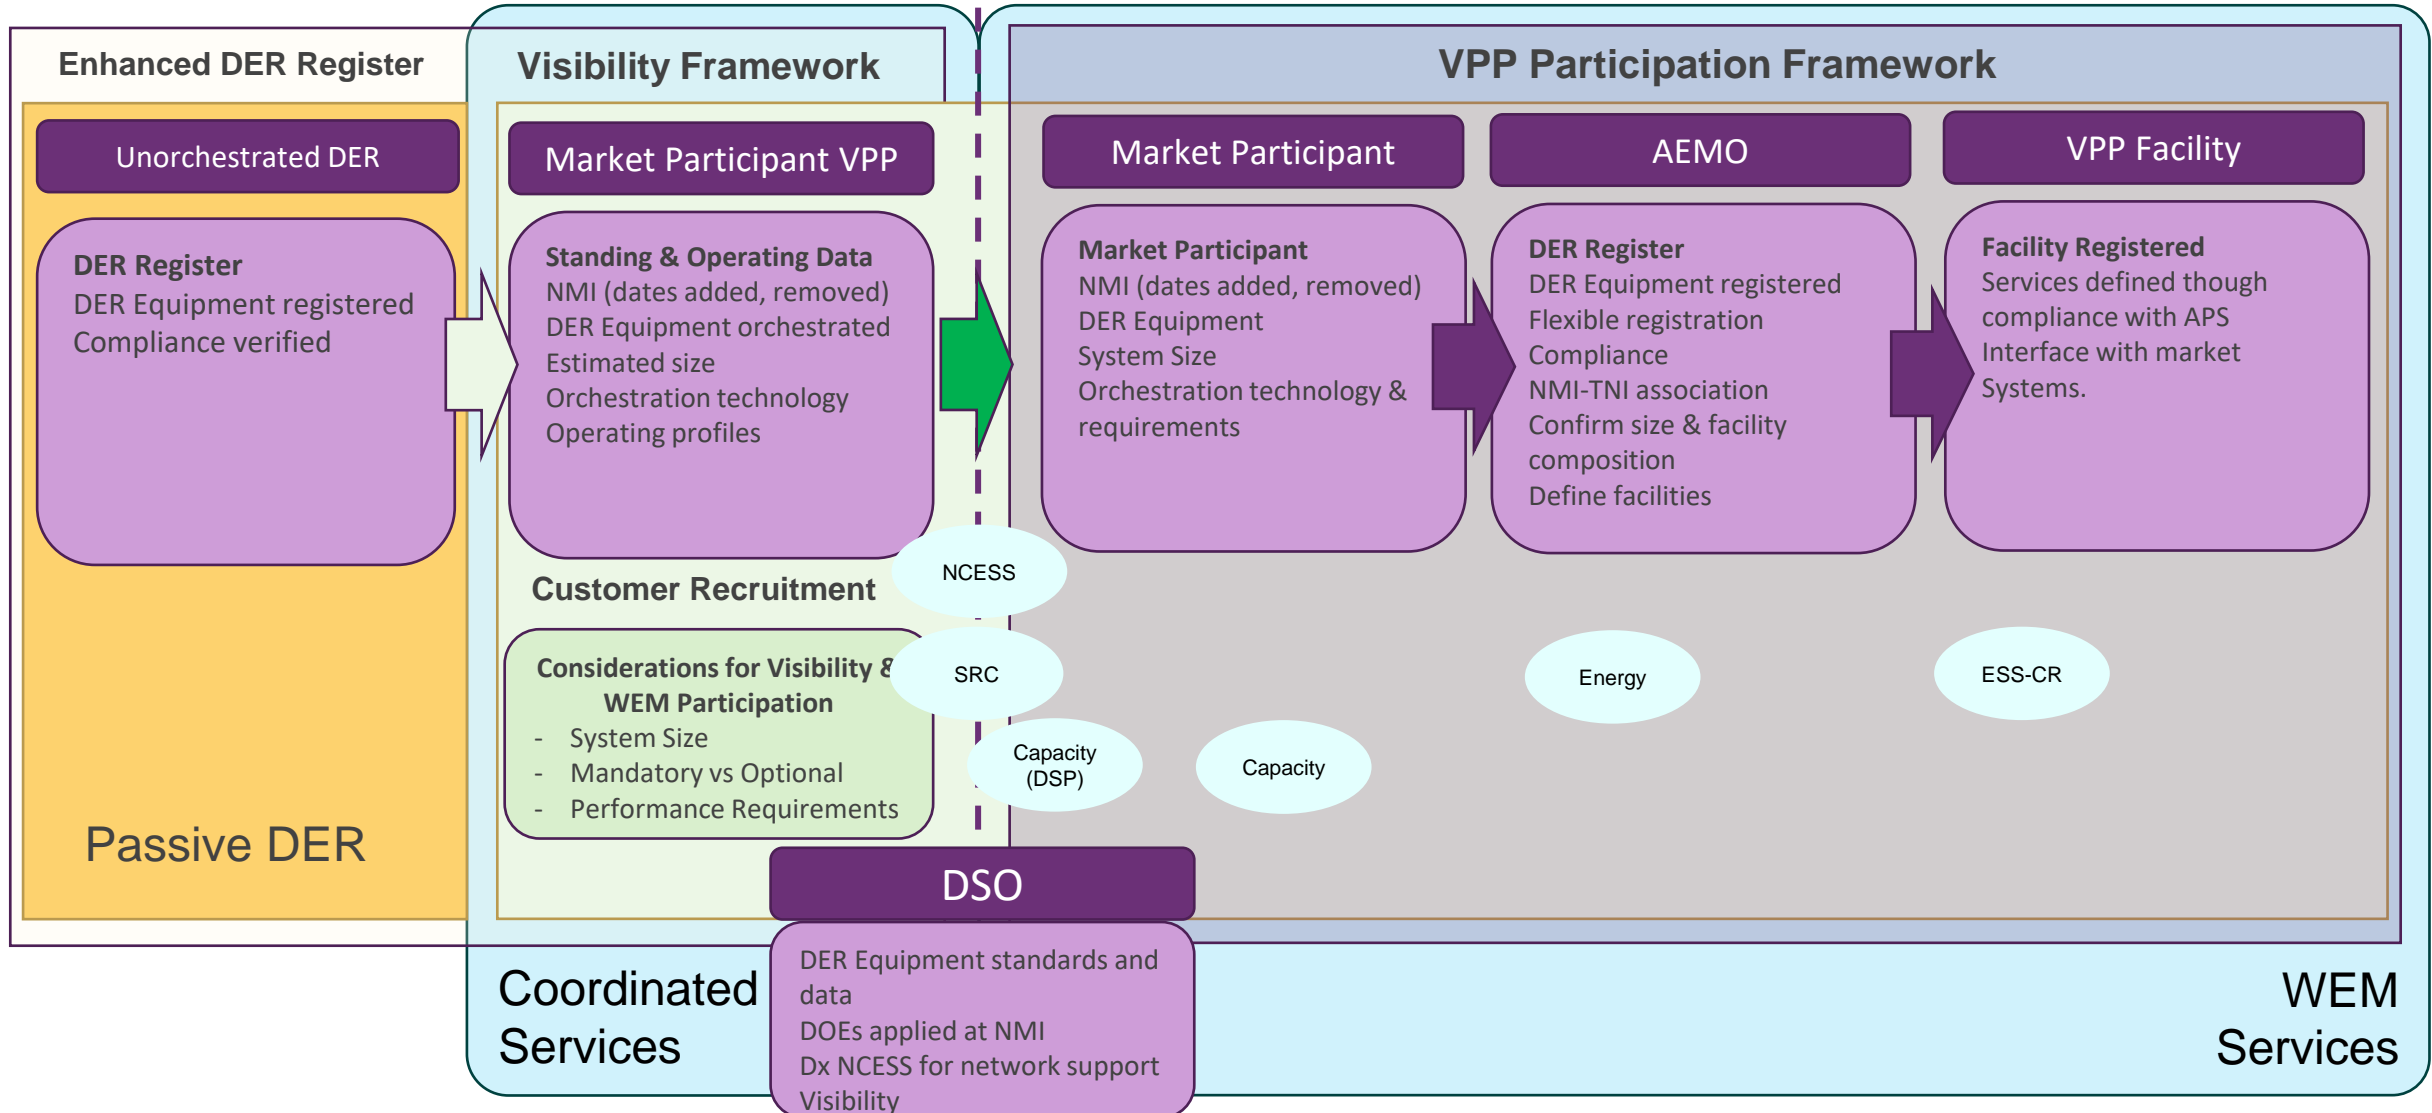 Enhanced DER Register
Visibility Framework
VPP Participation Framework
Unorchestrated DER
Market Participant VPP
Market Participant
AEMO
VPP Facility
DER Register
DER Equipment registered
Compliance verified
Standing & Operating Data
NMI (dates added, removed)
DER Equipment orchestrated
Estimated size
Orchestration technology
Operating profiles
Market Participant
NMI (dates added, removed)
DER Equipment
System Size
Orchestration technology &
requirements
DER Register
DER Equipment registered
Flexible registration
Compliance
NMI-TNI association
Confirm size & facility
composition
Define facilities
Facility Registered
Services defined though
compliance with APS
Interface with market
Systems.
NCESS
Customer Recruitment
Considerations for Visibility &
WEM Participation
- System Size
- Mandatory vs Optional
- Performance Requirements
SRC
Energy
ESS-CR
Capacity
(DSP)
Capacity
Passive DER
DSO
DER Equipment standards and
data
DOEs applied at NMI
Dx NCESS for network support
Visibility
Coordinated
Services
WEM
Services